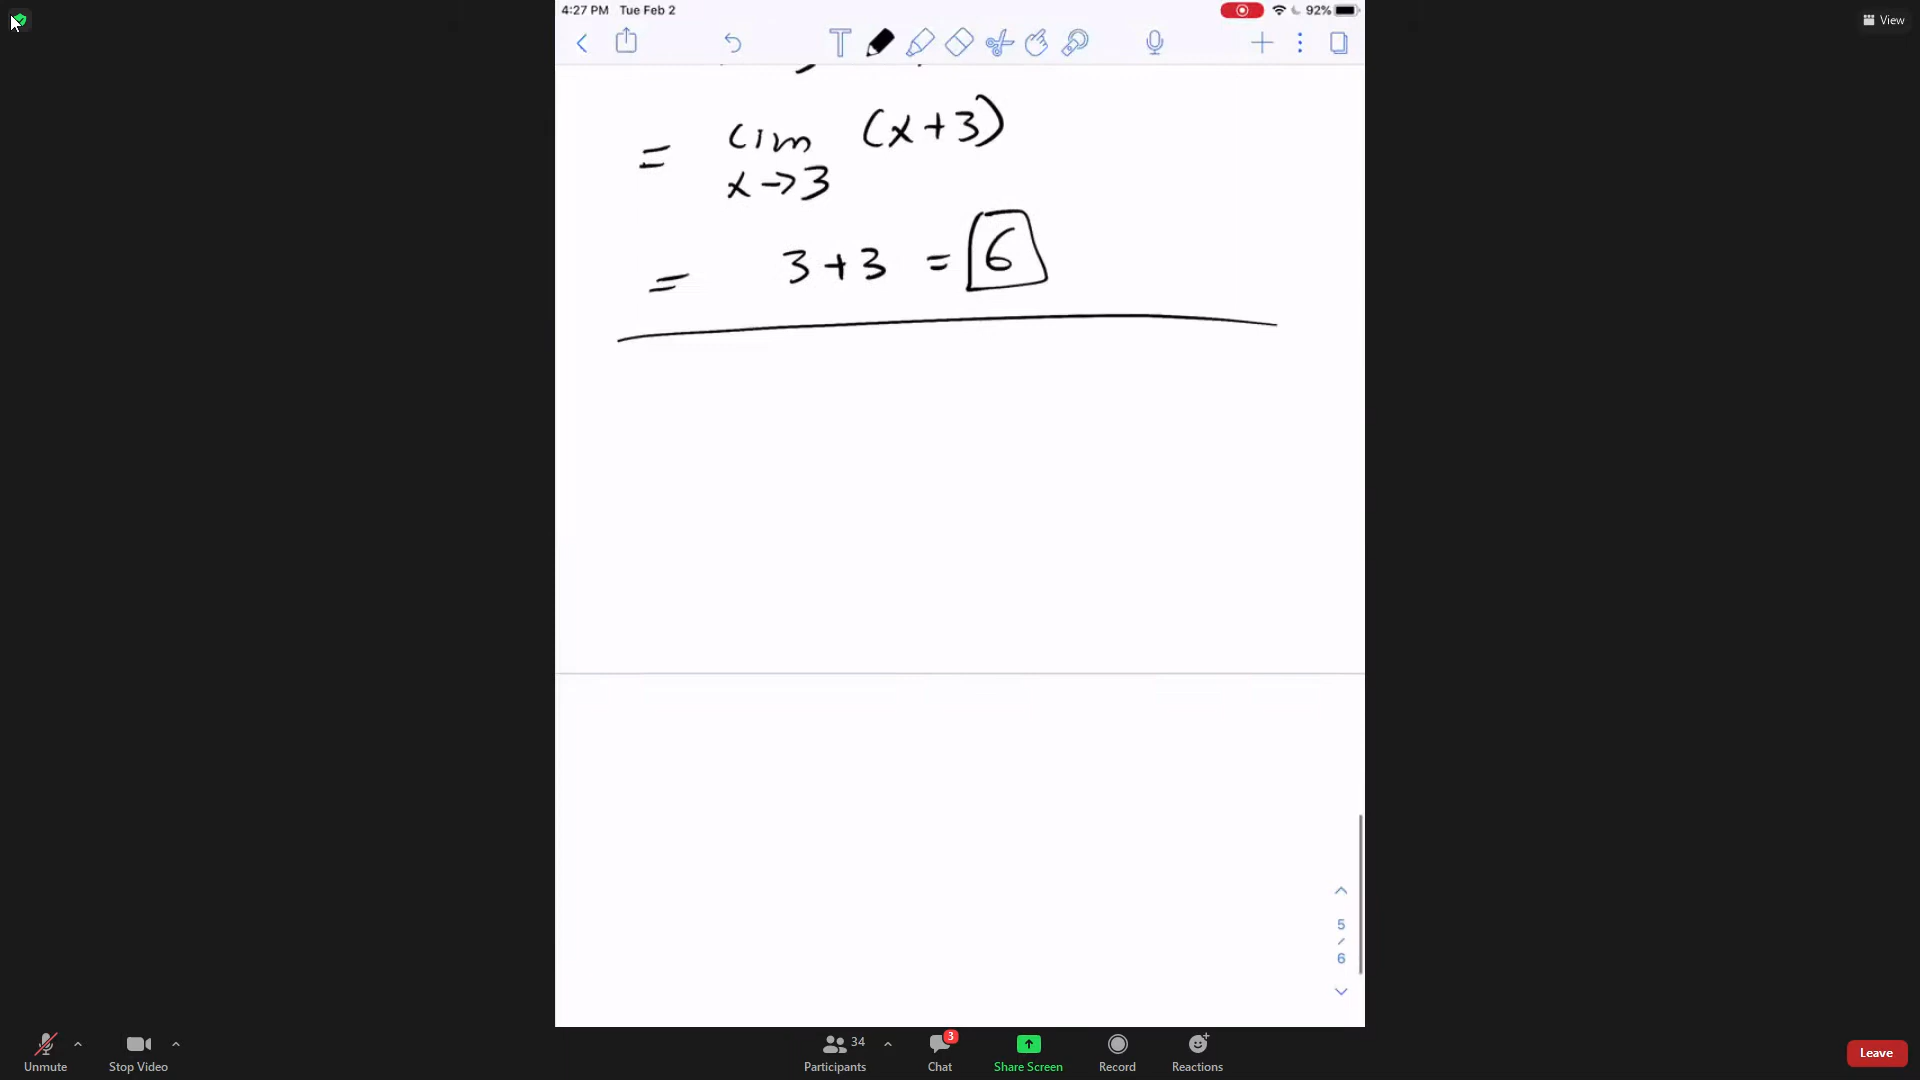 View
4:27 PM Tue Feb 2
92%
T
= lim (x+3)
x→3
= 3+3 = 6
5
/
6
Unmute
Stop Video
34
Participants
3
Chat
Share Screen
Record
Reactions
Leave